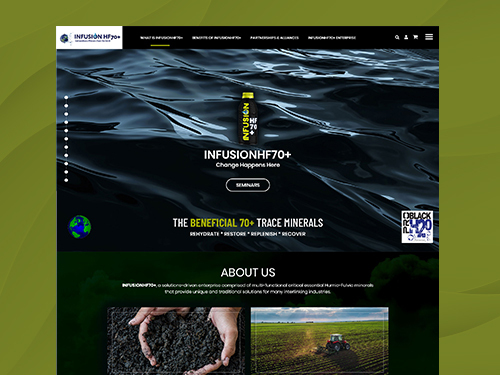 INFUSION HF70+
WHAT IS INFUSIONHF70+
BENEFITS OF INFUSIONHF70+
PARTNERSHIPS & ALLIANCES
INFUSIONHF70+ ENTERPRISE
INFUSION
HF
70
+
INFUSIONHF70+
Change Happens Here
SEMINARS
THE BENEFICIAL 70+ TRACE MINERALS
REHYDRATE * RESTORE * REPLENISH * RECOVER
BLACK
ABOUT US
INFUSIONHF70+, a solution-driven enterprise comprised of multi-functional critical essential Humic-Fulvic minerals
that provide unique and traditional solutions for many interlinking industries.